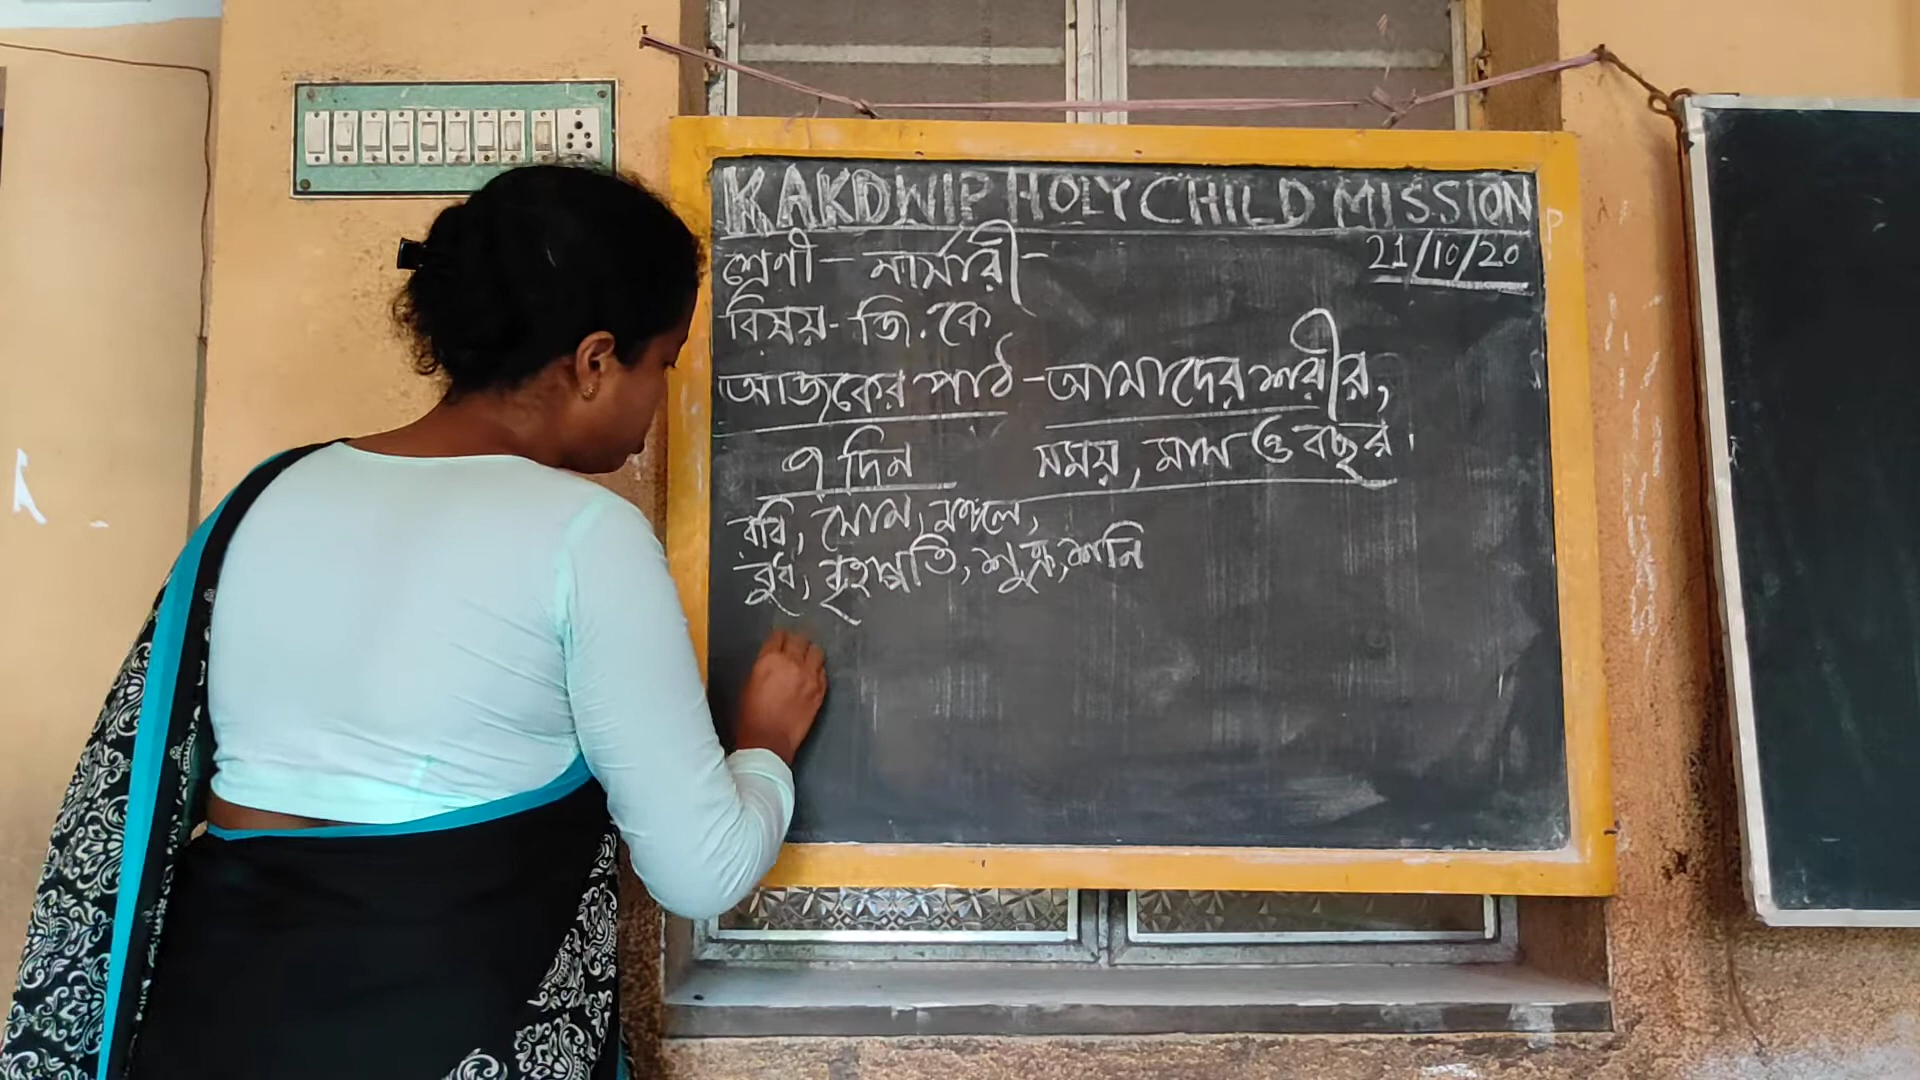 KAKDWIP HOLY CHILD MISSION
21/10/20
শ্রেণী - নার্সারী -
বিষয় - জি. কে
আজকের পাঠ - আমাদের শরীর,
সময়, মাস ও বছর।
৭ দিন
রবি, সোম, মঙ্গল,
বুধ, বৃহস্পতি, শুক্র, শনি